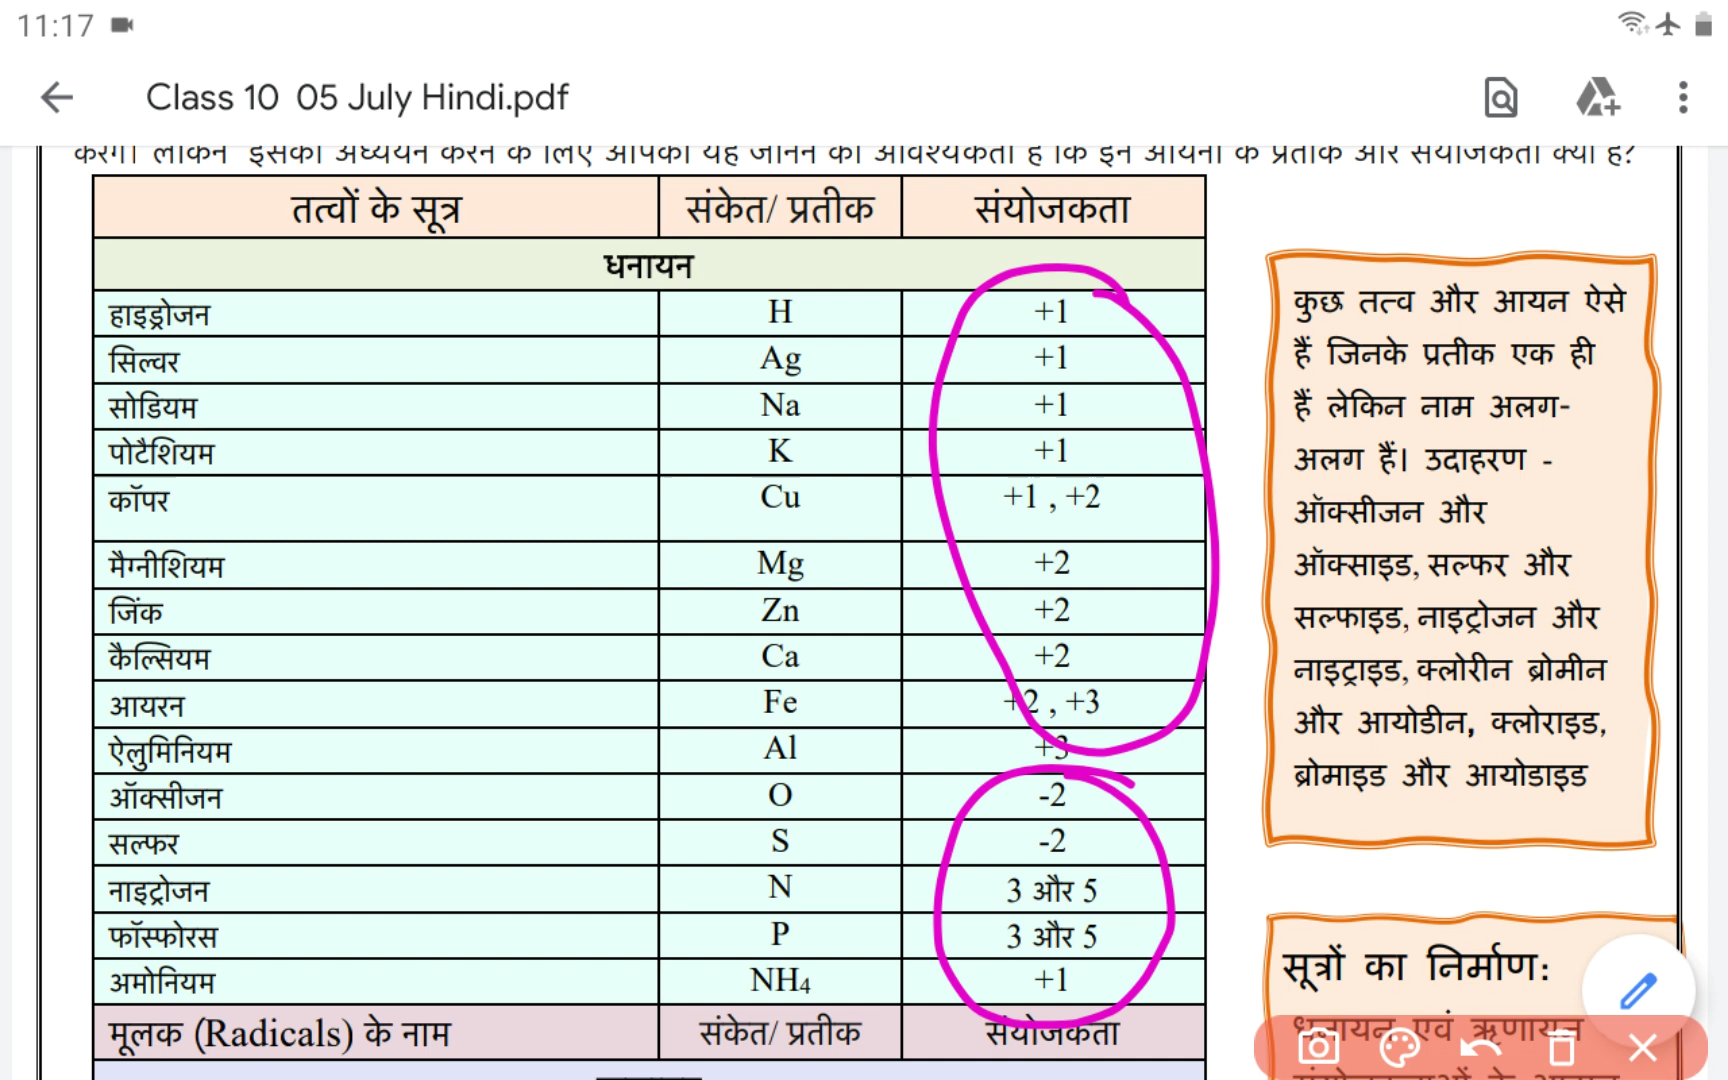 11:17
Class 10 05 July Hindi.pdf
करेंगे। लेकिन इसका अध्ययन करने के लिए आपको यह जानने की आवश्यकता है कि इन आयनों के प्रतीक और संयोजकता क्या है?
तत्वों के सूत्र संकेत/ प्रतीक संयोजकता
धनायन
हाइड्रोजन H +1
सिल्वर Ag +1
सोडियम Na +1
पोटैशियम K +1
कॉपर Cu +1 , +2
मैग्नीशियम Mg +2
जिंक Zn +2
कैल्सियम Ca +2
आयरन Fe +2 , +3
ऐलुमिनियम Al +3
ऑक्सीजन O -2
सल्फर S -2
नाइट्रोजन N 3 और 5
फॉस्फोरस P 3 और 5
अमोनियम NH4 +1
मूलक (Radicals) के नाम संकेत/ प्रतीक संयोजकता
कुछ तत्व और आयन ऐसे
हैं जिनके प्रतीक एक ही
हैं लेकिन नाम अलग-
अलग हैं। उदाहरण -
ऑक्सीजन और
ऑक्साइड, सल्फर और
सल्फाइड, नाइट्रोजन और
नाइट्राइड, क्लोरीन ब्रोमीन
और आयोडीन, क्लोराइड,
ब्रोमाइड और आयोडाइड
सूत्रों का निर्माण:
धनायन एवं ऋणायन